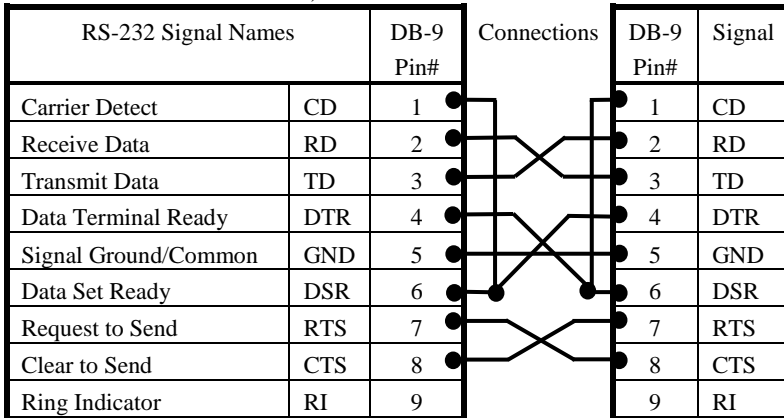 RS-232 Signal Names DB-9 Pin# Connections DB-9 Pin# Signal
Carrier Detect CD 1 1 CD
Receive Data RD 2 2 RD
Transmit Data TD 3 3 TD
Data Terminal Ready DTR 4 4 DTR
Signal Ground/Common GND 5 5 GND
Data Set Ready DSR 6 6 DSR
Request to Send RTS 7 7 RTS
Clear to Send CTS 8 8 CTS
Ring Indicator RI 9 9 RI